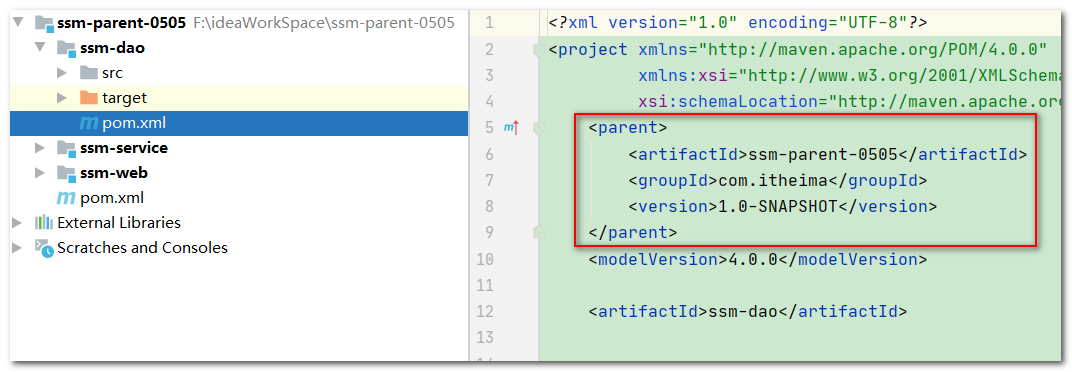 ssm-parent-0505 F:\ideaWorkSpace\ssm-parent-0505
ssm-dao
src
target
pom.xml
ssm-service
ssm-web
pom.xml
External Libraries
Scratches and Consoles
1 <?xml version="1.0" encoding="UTF-8"?>
2 <project xmlns="http://maven.apache.org/POM/4.0.0"
3 xmlns:xsi="http://www.w3.org/2001/XMLSchema
4 xsi:schemaLocation="http://maven.apache.org
5 <parent>
6 <artifactId>ssm-parent-0505</artifactId>
7 <groupId>com.itheima</groupId>
8 <version>1.0-SNAPSHOT</version>
9 </parent>
10 <modelVersion>4.0.0</modelVersion>
11
12 <artifactId>ssm-dao</artifactId>
13